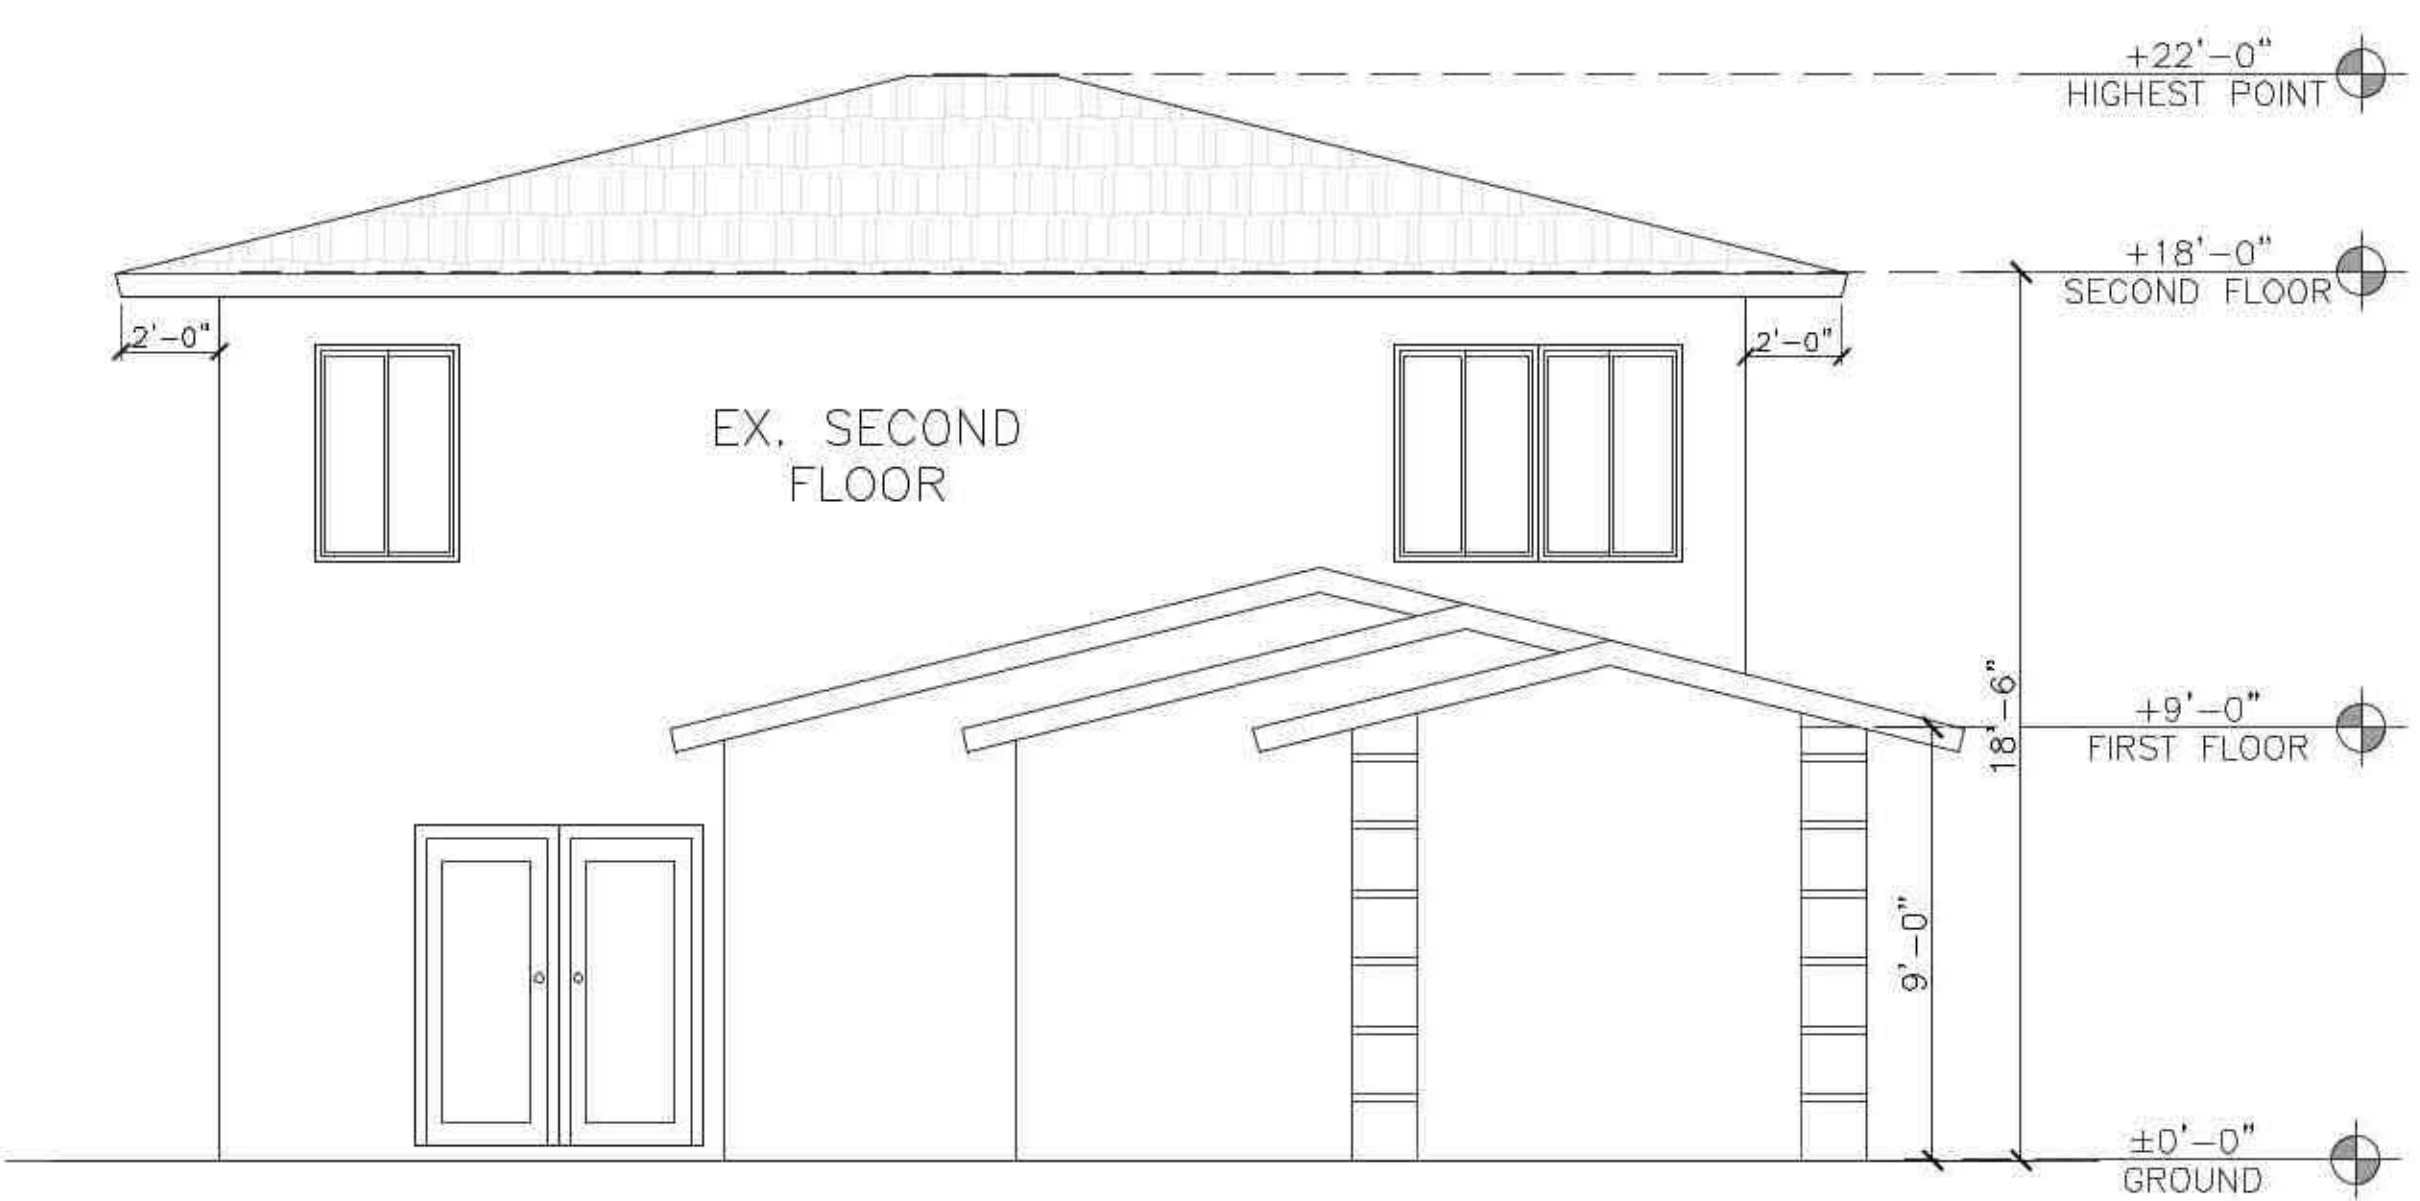 +22'-0"
HIGHEST POINT
+18'-0"
SECOND FLOOR
2'-0"
2'-0"
EX. SECOND
FLOOR
18'-6"
+9'-0"
FIRST FLOOR
9'-0"
±0'-0"
GROUND